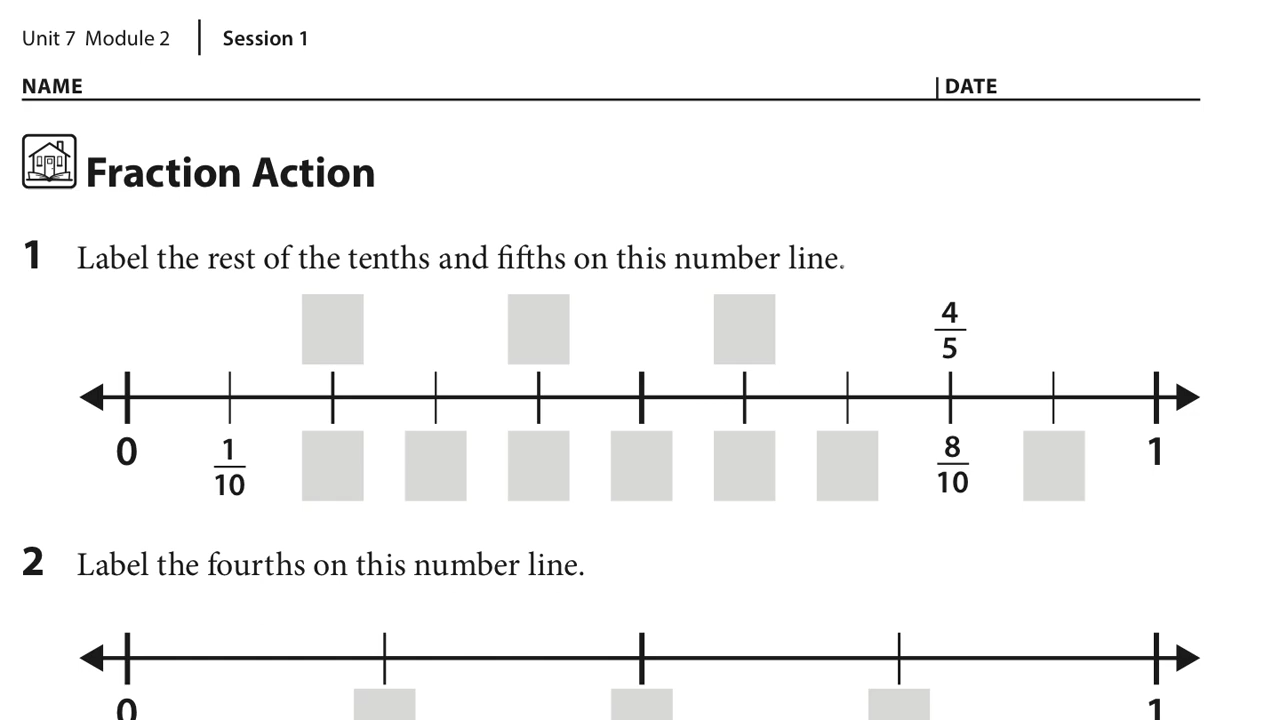 Unit 7 Module 2 | Session 1
NAME | DATE
Fraction Action
1 Label the rest of the tenths and fifths on this number line.
4/5
0 1/10 8/10 1
2 Label the fourths on this number line.
0 1